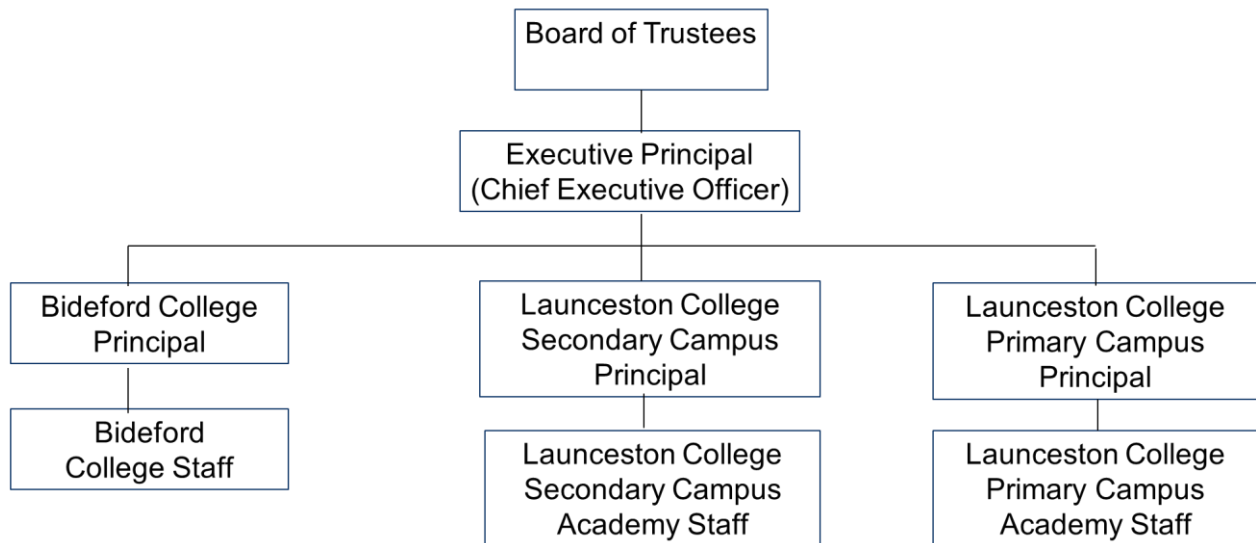 Board of Trustees
Executive Principal
(Chief Executive Officer)
Bideford College
Principal
Launceston College
Secondary Campus
Principal
Launceston College
Primary Campus
Principal
Bideford
College Staff
Launceston College
Secondary Campus
Academy Staff
Launceston College
Primary Campus
Academy Staff